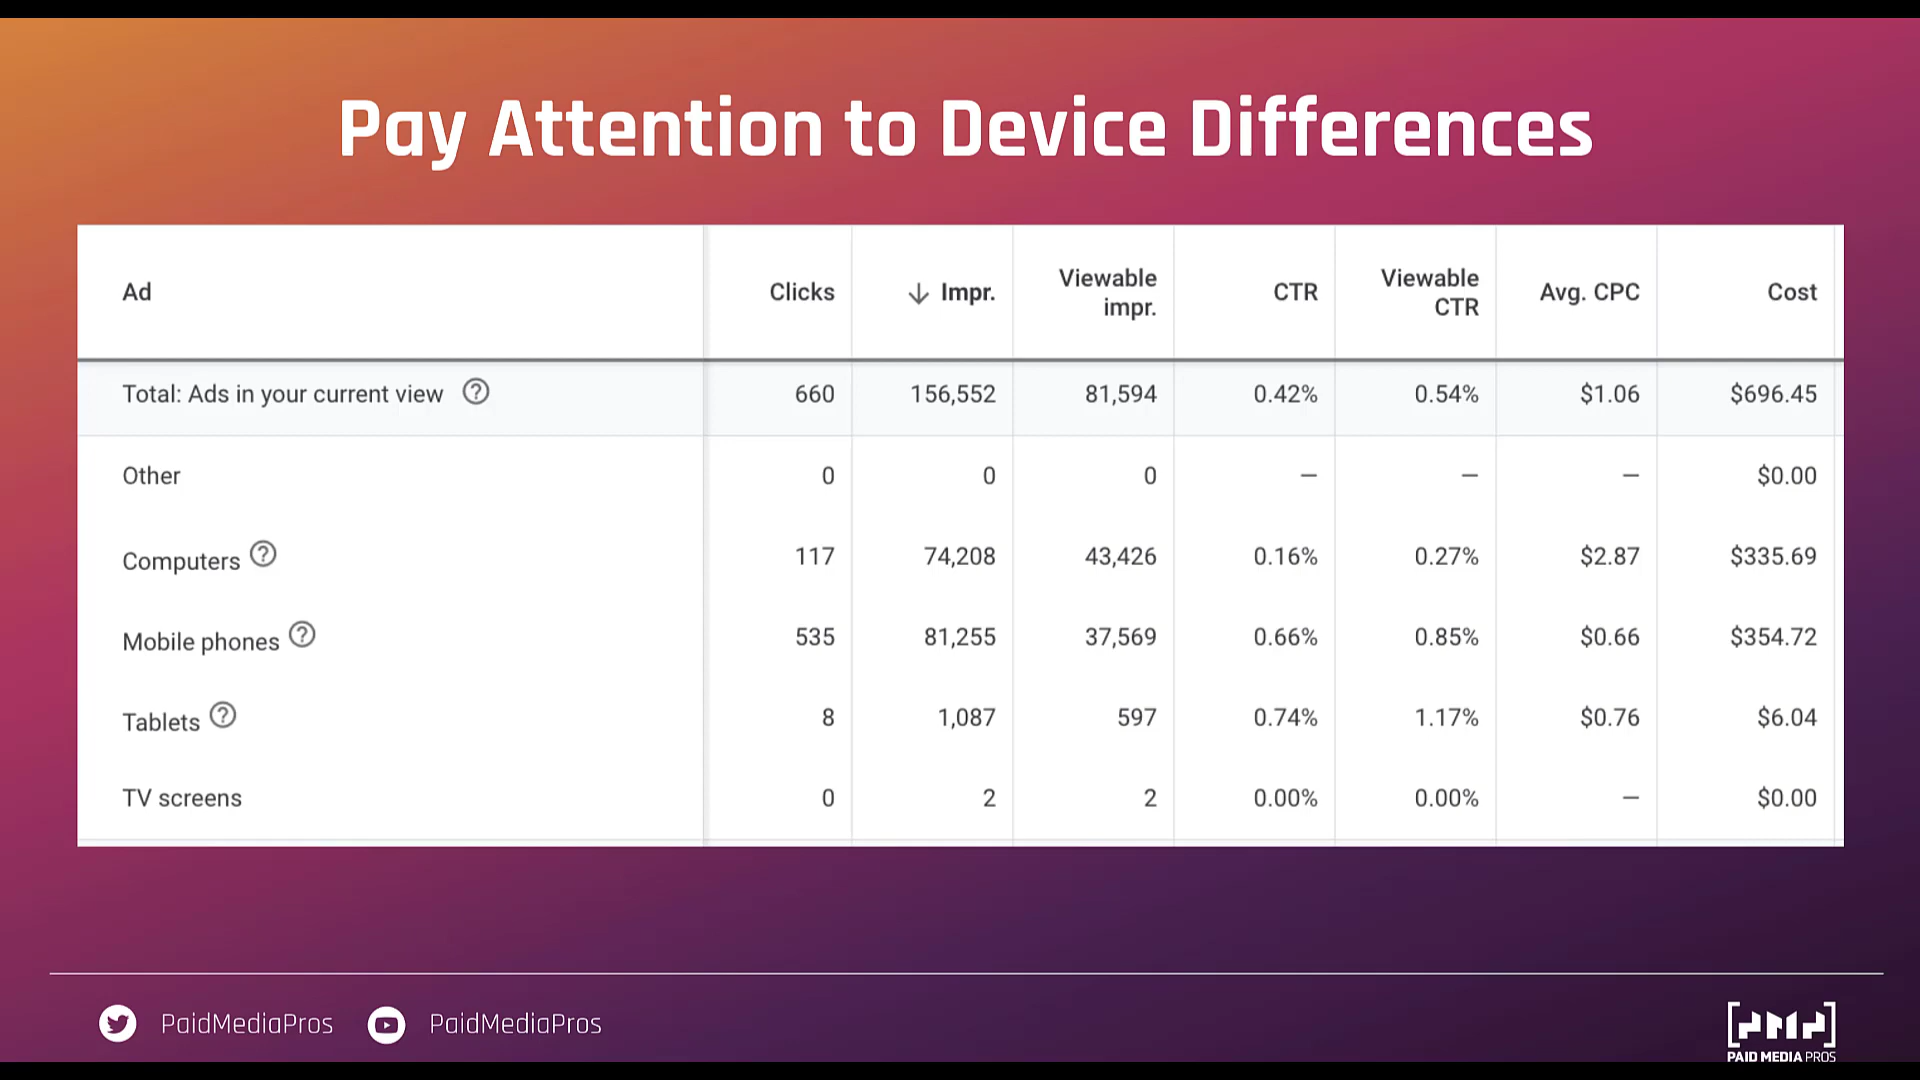 Pay Attention to Device Differences
Ad Clicks ↓ Impr. Viewable impr. CTR Viewable CTR Avg. CPC Cost
Total: Ads in your current view ? 660 156,552 81,594 0.42% 0.54% $1.06 $696.45
Other 0 0 0 — — — $0.00
Computers ? 117 74,208 43,426 0.16% 0.27% $2.87 $335.69
Mobile phones ? 535 81,255 37,569 0.66% 0.85% $0.66 $354.72
Tablets ? 8 1,087 597 0.74% 1.17% $0.76 $6.04
TV screens 0 2 2 0.00% 0.00% — $0.00
PaidMediaPros PaidMediaPros
PMP
PAID MEDIA PROS